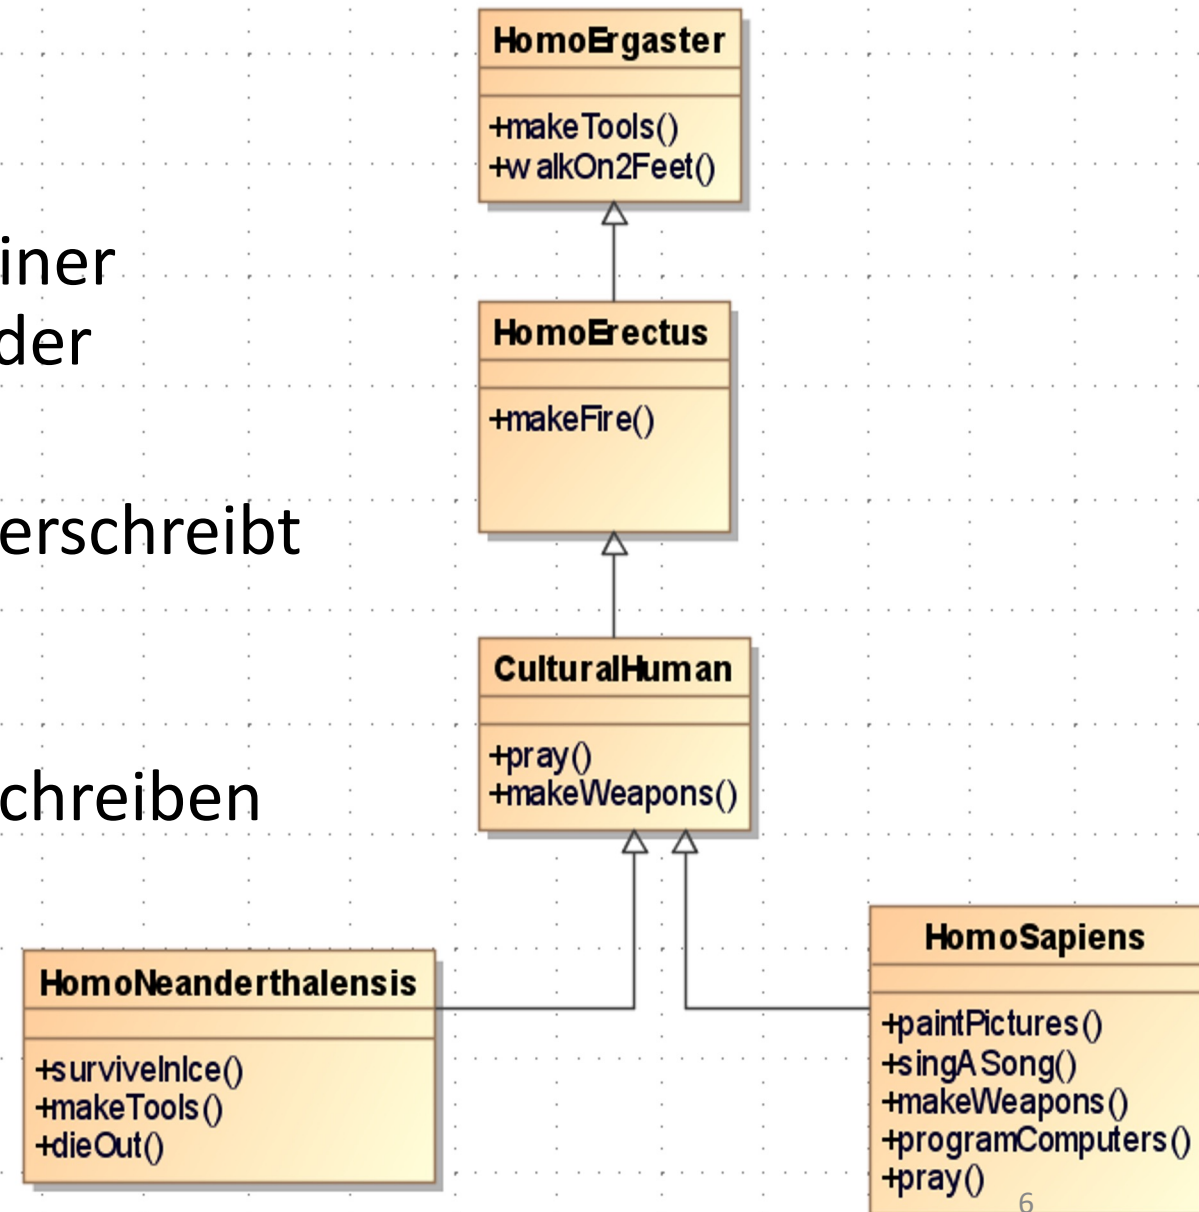 HomoErgaster
+makeTools()
+walkOn2Feet()
iner
der
HomoErectus
+makeFire()
erschreibt
CulturalHuman
+pray()
+makeWeapons()
chreiben
HomoNeanderthalensis
+surviveInIce()
+makeTools()
+dieOut()
HomoSapiens
+paintPictures()
+singASong()
+makeWeapons()
+programComputers()
+pray()
6